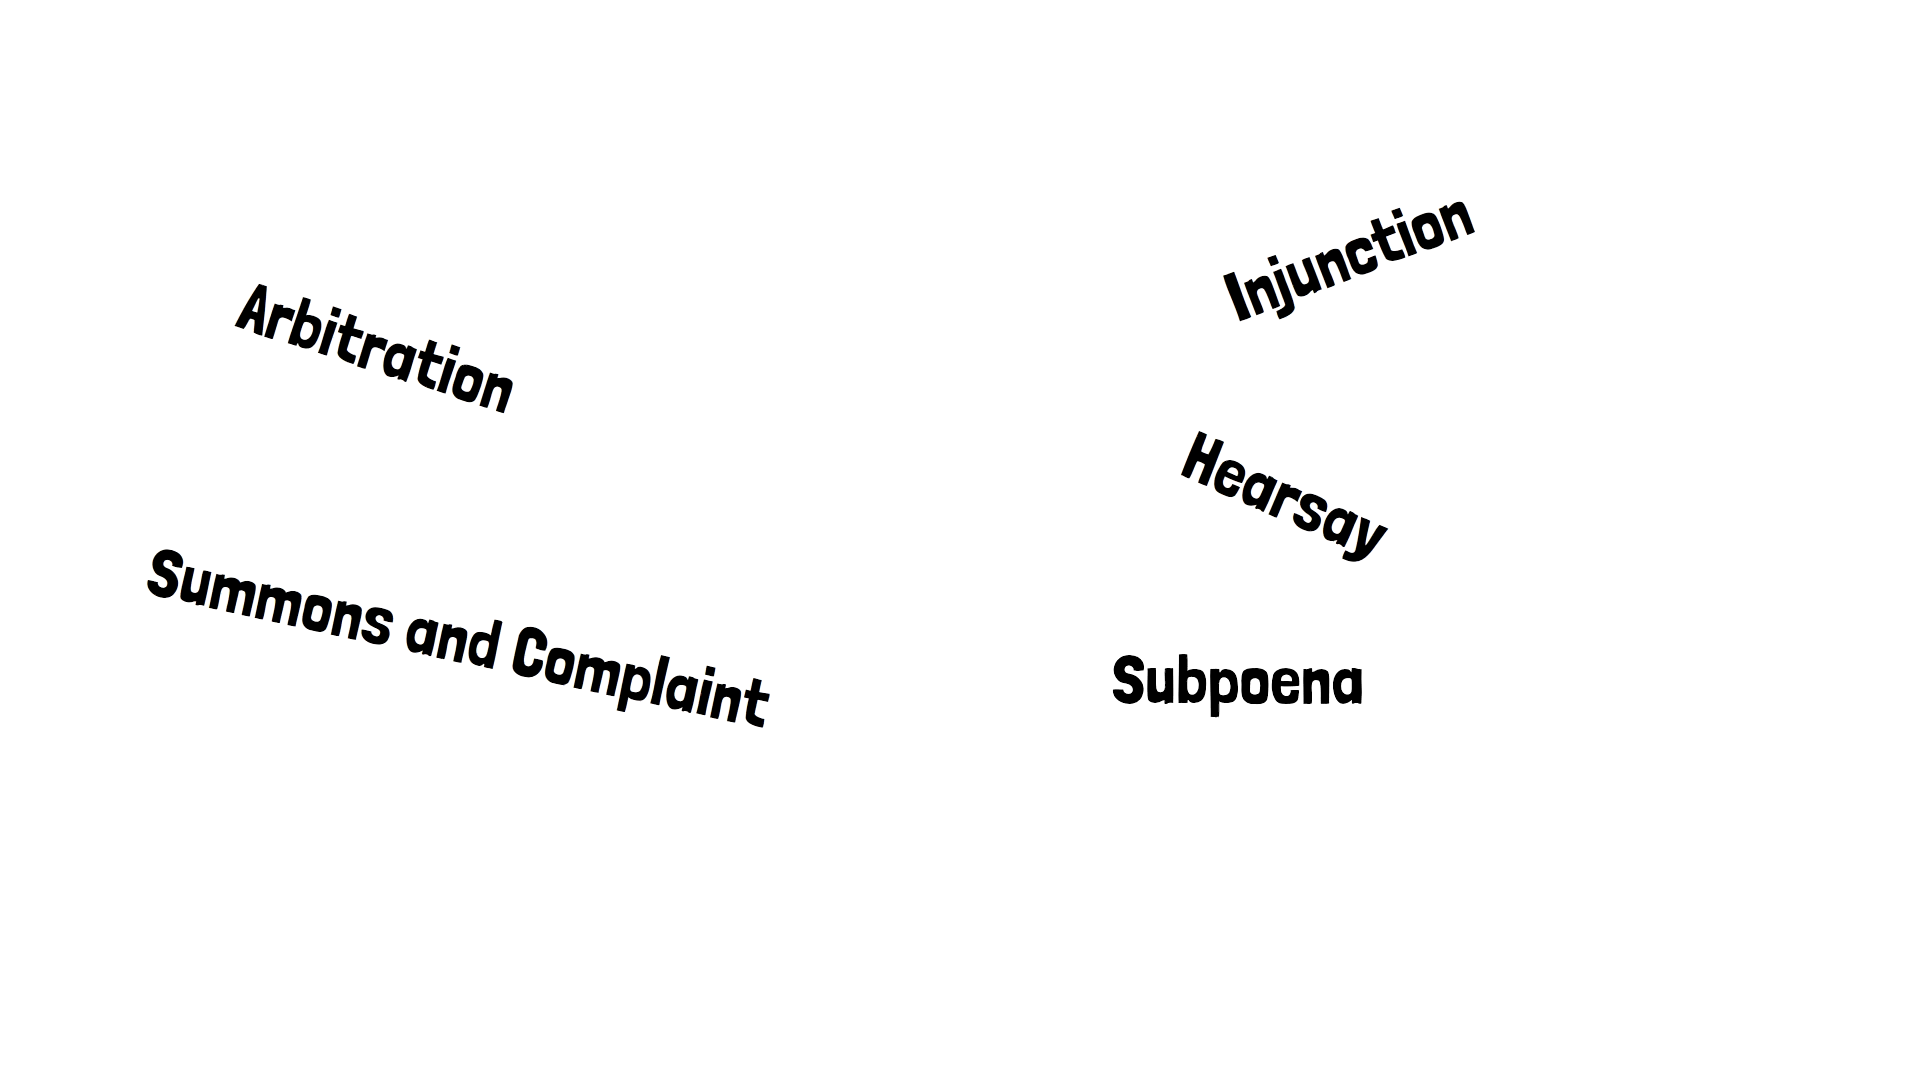 Injunction
Arbitration
Hearsay
Summons and Complaint
Subpoena